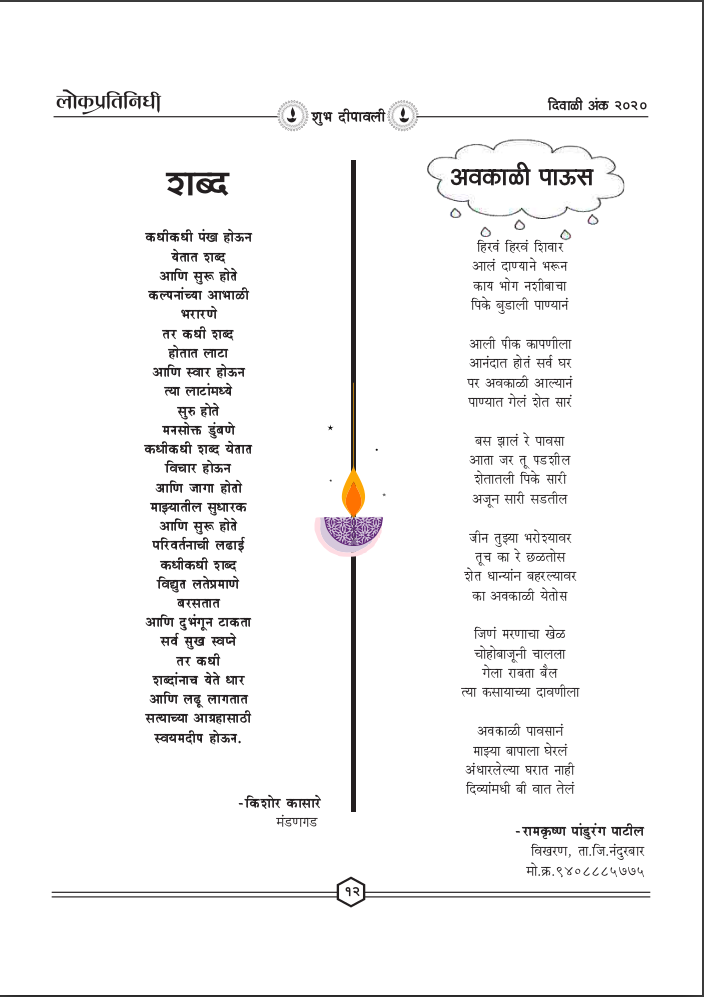 लोकप्रतिनिधी
शुभ दीपावली
दिवाळी अंक २०२०
शब्द
कधीकधी पंख होऊन
येतात शब्द
आणि सुरू होते
कल्पनांच्या आभाळी
भरारणे
तर कधी शब्द
होतात लाटा
आणि स्वार होऊन
त्या लाटांमध्ये
सुरु होते
मनसोक्त डुंबणे
कधीकधी शब्द येतात
विचार होऊन
आणि जागा होतो
माझ्यातील सुधारक
आणि सुरू होते
परिवर्तनाची लढाई
कधीकधी शब्द
विद्युत लतेप्रमाणे
बरसतात
आणि दुभंगून टाकता
सर्व सुख स्वप्ने
तर कधी
शब्दांनाच येते धार
आणि लढू लागतात
सत्याच्या आग्रहासाठी
स्वयमदीप होऊन.
-किशोर कासारे
मंडणगड
अवकाळी पाऊस
हिरवं हिरवं शिवार
आलं दाण्याने भरून
काय भोग नशीबाचा
पिके बुडाली पाण्यानं
आली पीक कापणीला
आनंदात होतं सर्व घर
पर अवकाळी आल्यानं
पाण्यात गेलं शेत सारं
बस झालं रे पावसा
आता जर तू पडशील
शेतातली पिके सारी
अजून सारी सडतील
जीन तुझ्या भरोश्यावर
तूच का रे छळतोस
शेत धान्यांन बहरल्यावर
का अवकाळी येतोस
जिणं मरणाचा खेळ
चोहोबाजूनी चालला
गेला राबता बैल
त्या कसायाच्या दावणीला
अवकाळी पावसानं
माझ्या बापाला घेरलं
अंधारलेल्या घरात नाही
दिव्यांमधी बी वात तेलं
-रामकृष्ण पांडुरंग पाटील
विखरण, ता.जि.नंदुरबार
मो.क्र.९४०८८८५७७५
१२